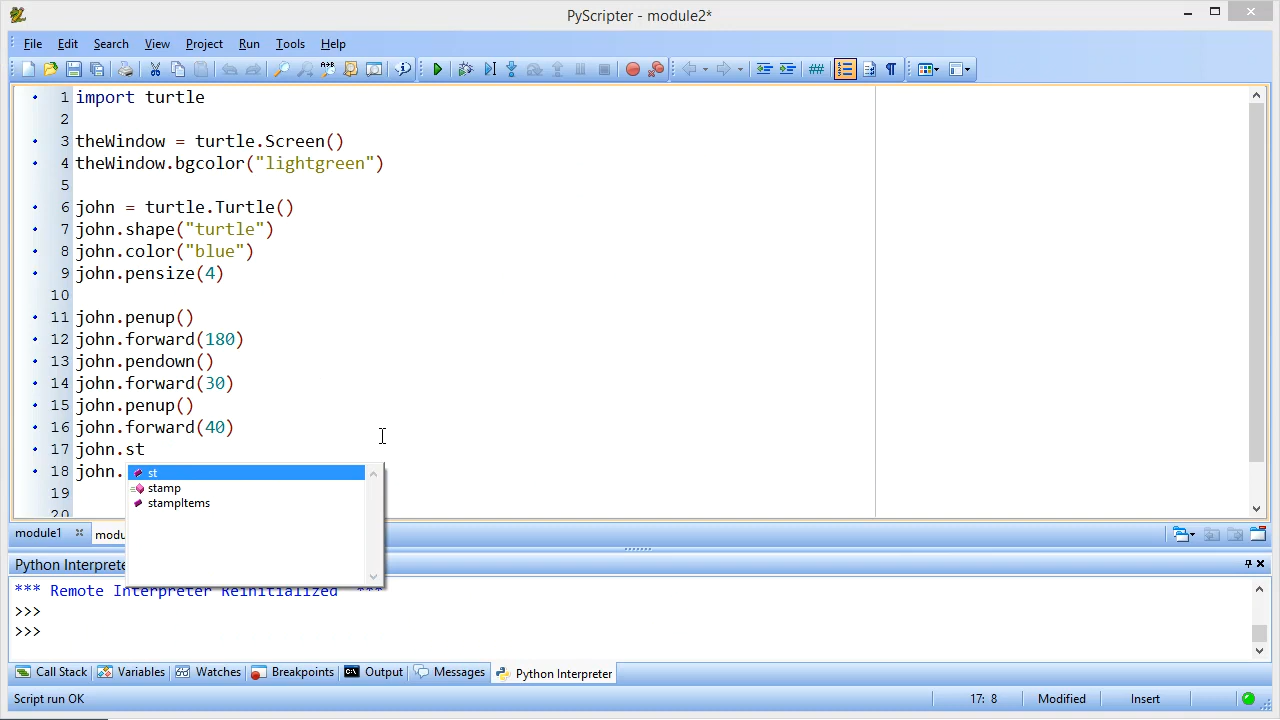 PyScripter - module2*
File Edit Search View Project Run Tools Help
1 import turtle
2
3 theWindow = turtle.Screen()
4 theWindow.bgcolor("lightgreen")
5
6 john = turtle.Turtle()
7 john.shape("turtle")
8 john.color("blue")
9 john.pensize(4)
10
11 john.penup()
12 john.forward(180)
13 john.pendown()
14 john.forward(30)
15 john.penup()
16 john.forward(40)
17 john.st
18 john.
19
20
st
stamp
stampItems
module1 modu
Python Interprete
*** Remote Interpreter Reinitialized ***
>>>
>>>
Call Stack Variables Watches Breakpoints Output Messages Python Interpreter
Script run OK 17: 8 Modified Insert